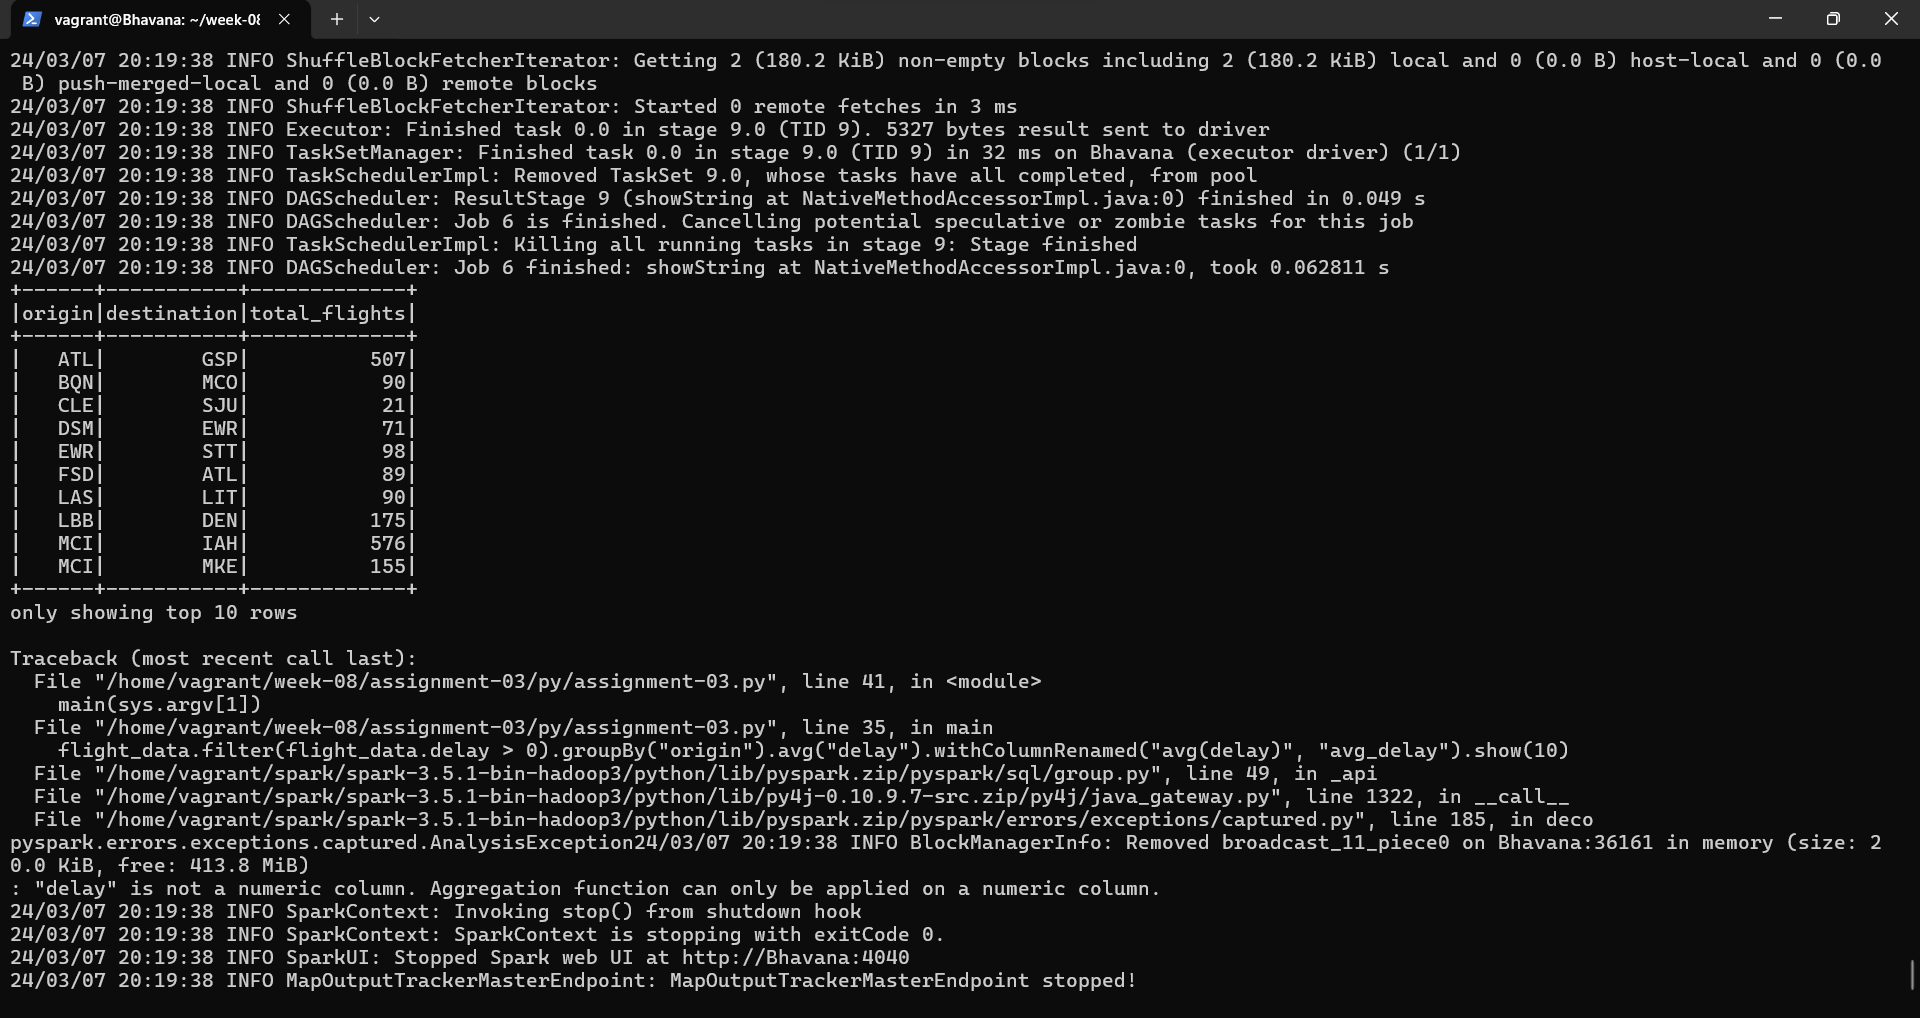 vagrant@Bhavana: ~/week-08
24/03/07 20:19:38 INFO ShuffleBlockFetcherIterator: Getting 2 (180.2 KiB) non-empty blocks including 2 (180.2 KiB) local and 0 (0.0 B) host-local and 0 (0.0
 B) push-merged-local and 0 (0.0 B) remote blocks
24/03/07 20:19:38 INFO ShuffleBlockFetcherIterator: Started 0 remote fetches in 3 ms
24/03/07 20:19:38 INFO Executor: Finished task 0.0 in stage 9.0 (TID 9). 5327 bytes result sent to driver
24/03/07 20:19:38 INFO TaskSetManager: Finished task 0.0 in stage 9.0 (TID 9) in 32 ms on Bhavana (executor driver) (1/1)
24/03/07 20:19:38 INFO TaskSchedulerImpl: Removed TaskSet 9.0, whose tasks have all completed, from pool
24/03/07 20:19:38 INFO DAGScheduler: ResultStage 9 (showString at NativeMethodAccessorImpl.java:0) finished in 0.049 s
24/03/07 20:19:38 INFO DAGScheduler: Job 6 is finished. Cancelling potential speculative or zombie tasks for this job
24/03/07 20:19:38 INFO TaskSchedulerImpl: Killing all running tasks in stage 9: Stage finished
24/03/07 20:19:38 INFO DAGScheduler: Job 6 finished: showString at NativeMethodAccessorImpl.java:0, took 0.062811 s
+------+-----------+-------------+
|origin|destination|total_flights|
+------+-----------+-------------+
|   ATL|        GSP|          507|
|   BQN|        MCO|           90|
|   CLE|        SJU|           21|
|   DSM|        EWR|           71|
|   EWR|        STT|           98|
|   FSD|        ATL|           89|
|   LAS|        LIT|           90|
|   LBB|        DEN|          175|
|   MCI|        IAH|          576|
|   MCI|        MKE|          155|
+------+-----------+-------------+
only showing top 10 rows
Traceback (most recent call last):
  File "/home/vagrant/week-08/assignment-03/py/assignment-03.py", line 41, in <module>
    main(sys.argv[1])
  File "/home/vagrant/week-08/assignment-03/py/assignment-03.py", line 35, in main
    flight_data.filter(flight_data.delay > 0).groupBy("origin").avg("delay").withColumnRenamed("avg(delay)", "avg_delay").show(10)
  File "/home/vagrant/spark/spark-3.5.1-bin-hadoop3/python/lib/pyspark.zip/pyspark/sql/group.py", line 49, in _api
  File "/home/vagrant/spark/spark-3.5.1-bin-hadoop3/python/lib/py4j-0.10.9.7-src.zip/py4j/java_gateway.py", line 1322, in __call__
  File "/home/vagrant/spark/spark-3.5.1-bin-hadoop3/python/lib/pyspark.zip/pyspark/errors/exceptions/captured.py", line 185, in deco
pyspark.errors.exceptions.captured.AnalysisException24/03/07 20:19:38 INFO BlockManagerInfo: Removed broadcast_11_piece0 on Bhavana:36161 in memory (size: 2
0.0 KiB, free: 413.8 MiB)
: "delay" is not a numeric column. Aggregation function can only be applied on a numeric column.
24/03/07 20:19:38 INFO SparkContext: Invoking stop() from shutdown hook
24/03/07 20:19:38 INFO SparkContext: SparkContext is stopping with exitCode 0.
24/03/07 20:19:38 INFO SparkUI: Stopped Spark web UI at http://Bhavana:4040
24/03/07 20:19:38 INFO MapOutputTrackerMasterEndpoint: MapOutputTrackerMasterEndpoint stopped!